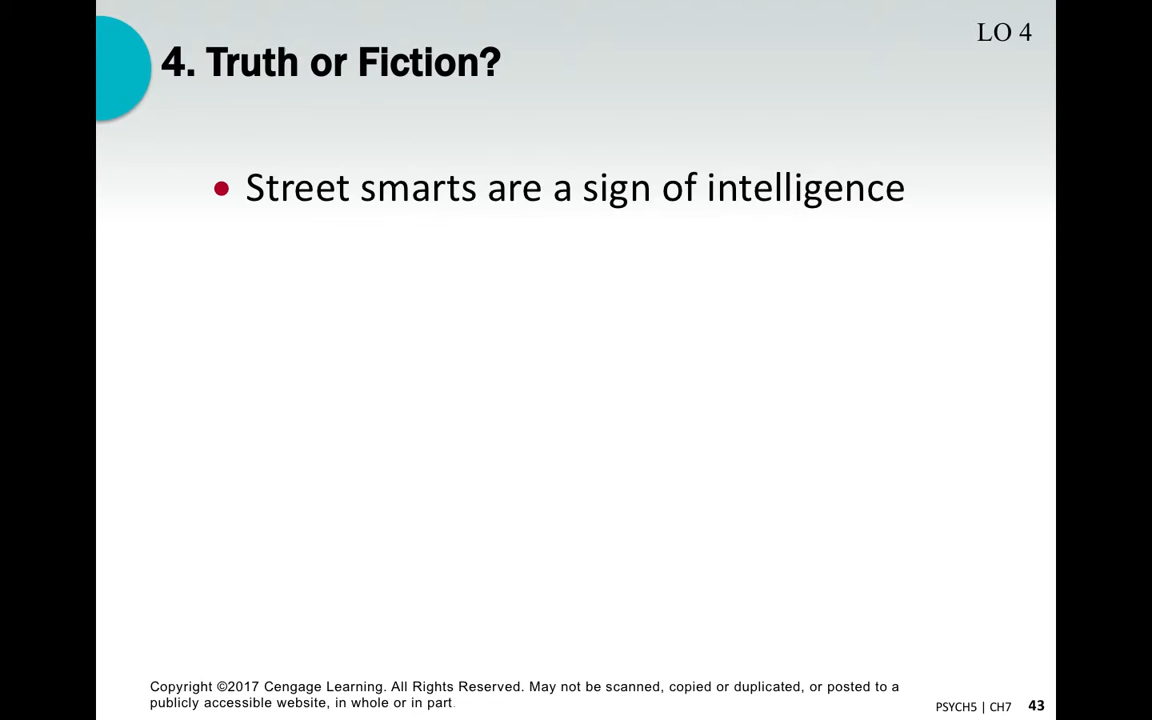 LO 4
4. Truth or Fiction?
• Street smarts are a sign of intelligence
Copyright ©2017 Cengage Learning. All Rights Reserved. May not be scanned, copied or duplicated, or posted to a
publicly accessible website, in whole or in part.
PSYCH5 | CH7 43